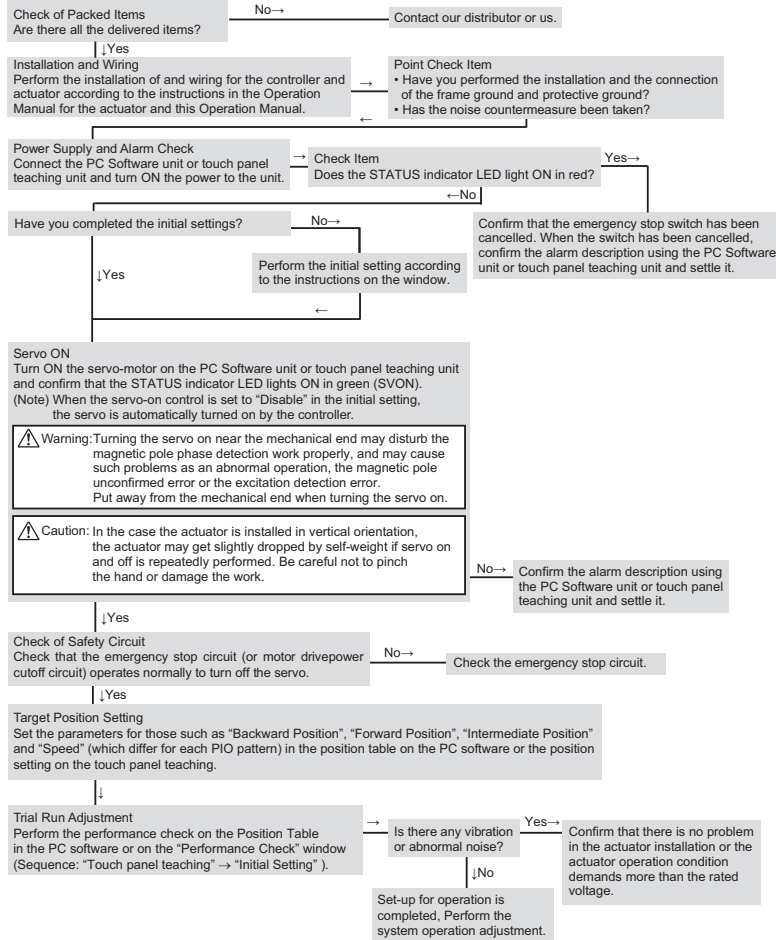 Check of Packed Items
Are there all the delivered items?
No→
Contact our distributor or us.
↓Yes
Installation and Wiring
Perform the installation of and wiring for the controller and
actuator according to the instructions in the Operation
Manual for the actuator and this Operation Manual.
→
Point Check Item
• Have you performed the installation and the connection
of the frame ground and protective ground?
• Has the noise countermeasure been taken?
←
Power Supply and Alarm Check
Connect the PC Software unit or touch panel
teaching unit and turn ON the power to the unit.
→
Check Item
Does the STATUS indicator LED light ON in red?
Yes→
←No
Confirm that the emergency stop switch has been
cancelled. When the switch has been cancelled,
confirm the alarm description using the PC Software
unit or touch panel teaching unit and settle it.
Have you completed the initial settings?
No→
↓Yes
Perform the initial setting according
to the instructions on the window.
←
Servo ON
Turn ON the servo-motor on the PC Software unit or touch panel teaching unit
and confirm that the STATUS indicator LED lights ON in green (SVON).
(Note) When the servo-on control is set to “Disable” in the initial setting,
the servo is automatically turned on by the controller.
Warning: Turning the servo on near the mechanical end may disturb the
magnetic pole phase detection work properly, and may cause
such problems as an abnormal operation, the magnetic pole
unconfirmed error or the excitation detection error.
Put away from the mechanical end when turning the servo on.
Caution: In the case the actuator is installed in vertical orientation,
the actuator may get slightly dropped by self-weight if servo on
and off is repeatedly performed. Be careful not to pinch
the hand or damage the work.
No→
Confirm the alarm description using
the PC Software unit or touch panel
teaching unit and settle it.
↓Yes
Check of Safety Circuit
Check that the emergency stop circuit (or motor drivepower
cutoff circuit) operates normally to turn off the servo.
No→
Check the emergency stop circuit.
↓Yes
Target Position Setting
Set the parameters for those such as “Backward Position”, “Forward Position”, “Intermediate Position”
and “Speed” (which differ for each PIO pattern) in the position table on the PC software or the position
setting on the touch panel teaching.
↓
Trial Run Adjustment
Perform the performance check on the Position Table
in the PC software or on the “Performance Check” window
(Sequence: “Touch panel teaching” → “Initial Setting” ).
→
Is there any vibration
or abnormal noise?
Yes→
Confirm that there is no problem
in the actuator installation or the
actuator operation condition
demands more than the rated
voltage.
↓No
Set-up for operation is
completed, Perform the
system operation adjustment.